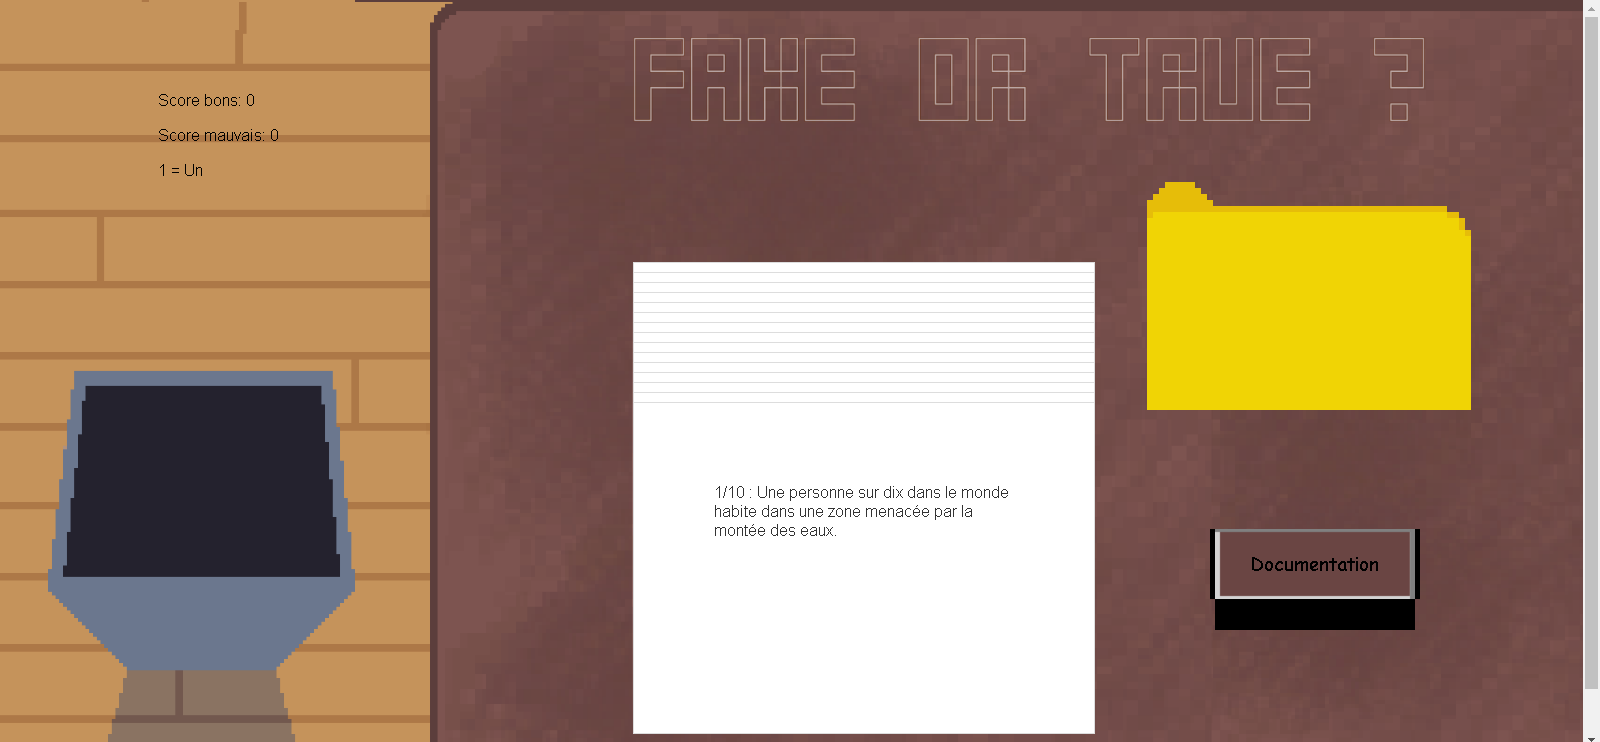 FAKE OR TRUE ?
Score bons: 0
Score mauvais: 0
1 = Un
1/10 : Une personne sur dix dans le monde
habite dans une zone menacée par la
montée des eaux.
Documentation